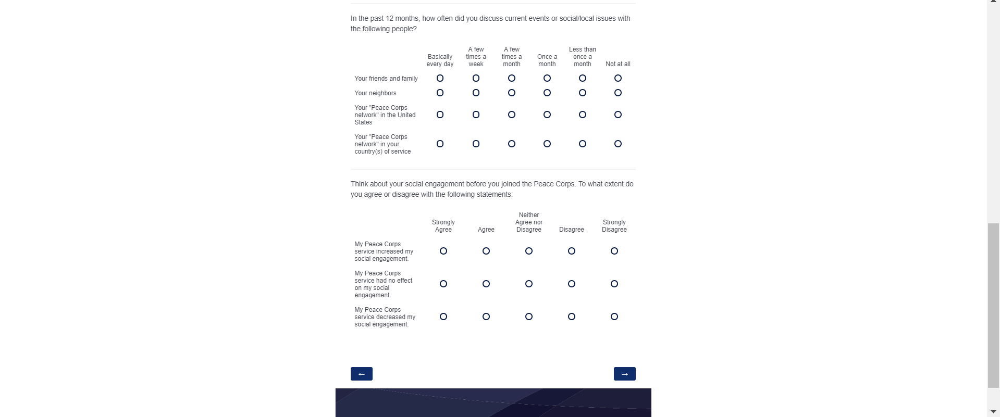 In the past 12 months, how often did you discuss current events or social/local issues with
the following people?
Basically every day
A few times a week
A few times a month
Once a month
Less than once a month
Not at all
Your friends and family
Your neighbors
Your "Peace Corps
network" in the United
States
Your "Peace Corps
network" in your
country(s) of service
Think about your social engagement before you joined the Peace Corps. To what extent do
you agree or disagree with the following statements:
Strongly Agree
Agree
Neither Agree nor Disagree
Disagree
Strongly Disagree
My Peace Corps
service increased my
social engagement.
My Peace Corps
service had no effect
on my social
engagement.
My Peace Corps
service decreased my
social engagement.
← →